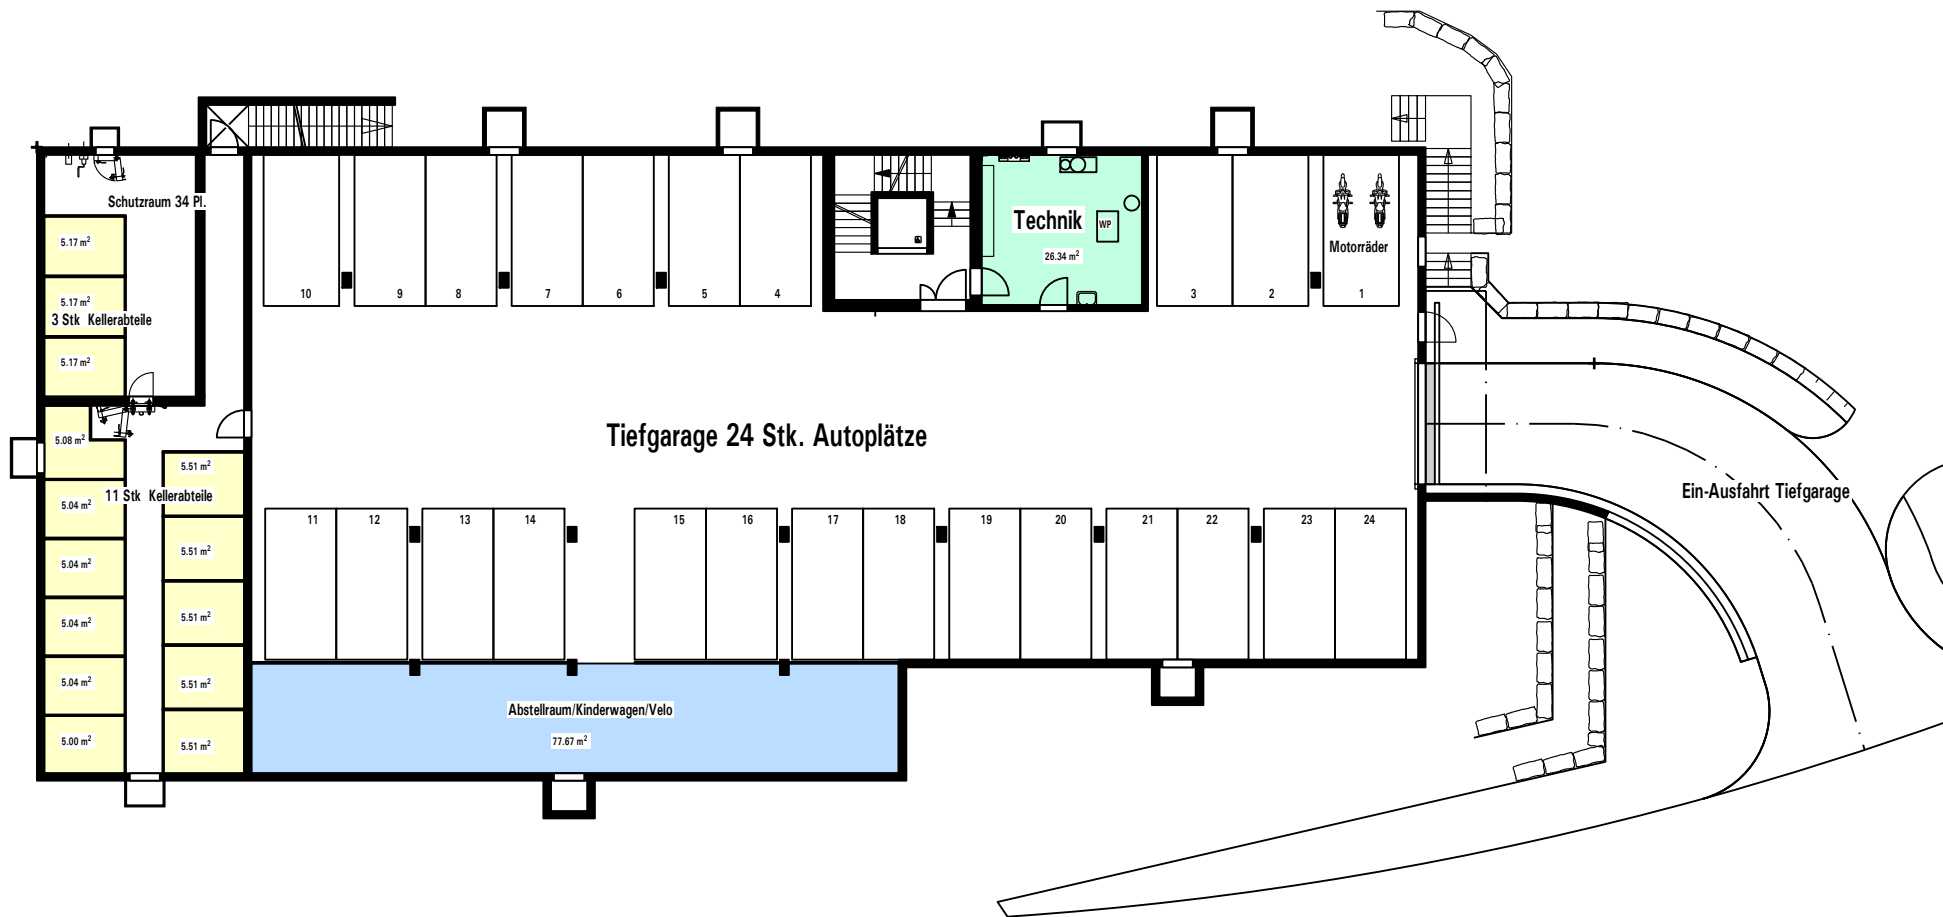 Schutzraum 34 Pl.
5.17 m²
5.17 m²
3 Stk Kellerabteile
5.17 m²
10
9
8
7
6
5
4
Technik
WP
26.34 m²
3
2
Motorräder
1
5.08 m²
Tiefgarage 24 Stk. Autoplätze
5.51 m²
11 Stk Kellerabteile
5.04 m²
5.51 m²
5.04 m²
5.51 m²
5.04 m²
5.51 m²
5.04 m²
5.51 m²
5.00 m²
Ein-Ausfahrt Tiefgarage
11
12
13
14
15
16
17
18
19
20
21
22
23
24
Abstellraum/Kinderwagen/Velo
77.67 m²